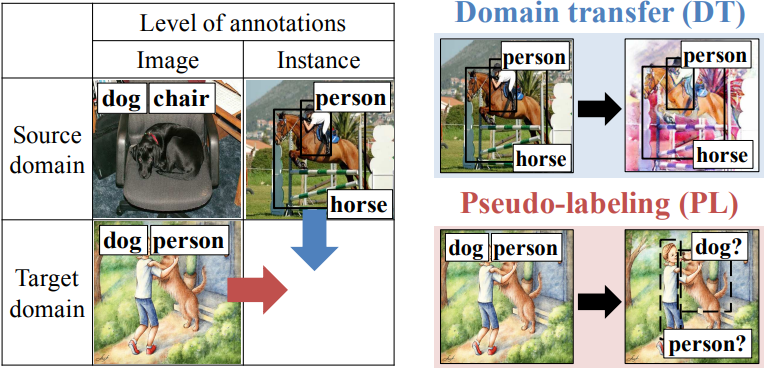 Level of annotations
Image
Instance
Source
domain
dog
chair
person
horse
Target
domain
dog
person
Domain transfer (DT)
person
horse
person
horse
Pseudo-labeling (PL)
dog
person
dog?
person?